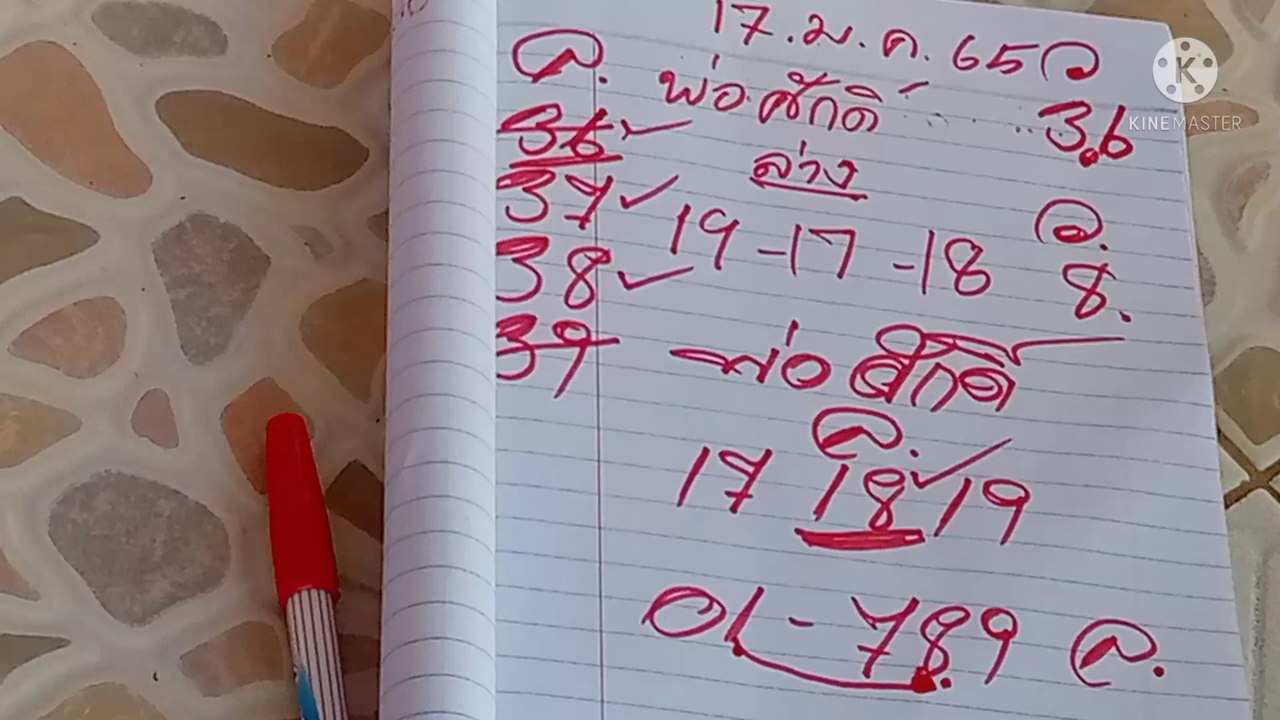 17.ม.ค.65 ว
ล.
พ่อศักดิ์
3.6
36
ล่าง
37
19-17-18
ล.
38
8.
39
พ่อศักดิ์
ล.
17 18 19
01-789 ล.
KINEMASTER